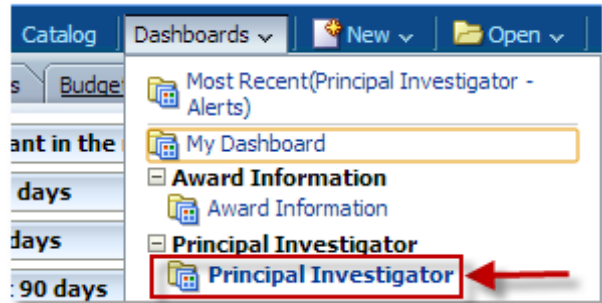 Catalog Dashboards New Open
s Budge
Most Recent(Principal Investigator -
Alerts)
ant in the
My Dashboard
Award Information
days
Award Information
days
Principal Investigator
Principal Investigator
90 days